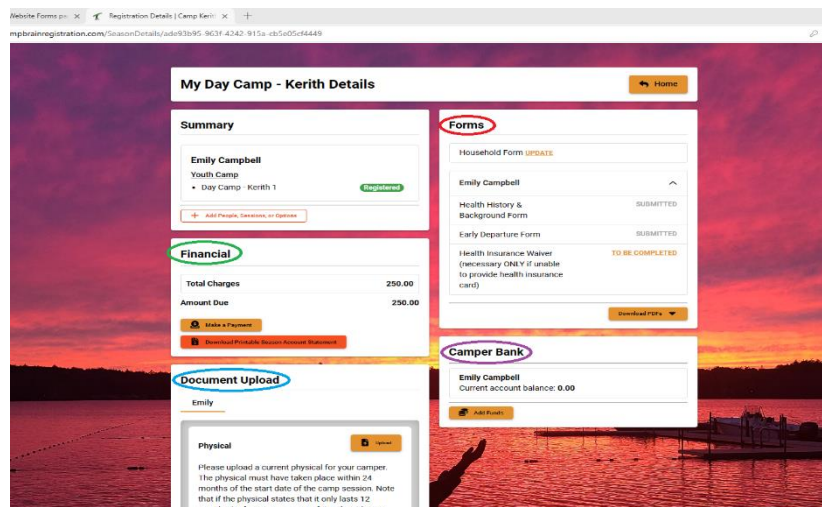 Website Forms pa
Registration Details | Camp Kerit
mpbrainregistration.com/SeasonDetails/ade93b95-963f-4242-915a-cb5e05cf4449
My Day Camp - Kerith Details
Home
Summary
Emily Campbell
Youth Camp
• Day Camp - Kerith 1
Registered
+ Add People, Sessions, or Options
Financial
Total Charges 250.00
Amount Due 250.00
Make a Payment
Download Printable Season Account Statement
Document Upload
Emily
Physical
Upload
Please upload a current physical for your camper.
The physical must have taken place within 24
months of the start date of the camp session. Note
that if the physical states that it only lasts 12
Forms
Household Form UPDATE
Emily Campbell
Health History &
Background Form
SUBMITTED
Early Departure Form SUBMITTED
Health Insurance Waiver
(necessary ONLY if unable
to provide health insurance
card)
TO BE COMPLETED
Download PDFs
Camper Bank
Emily Campbell
Current account balance: 0.00
Add Funds